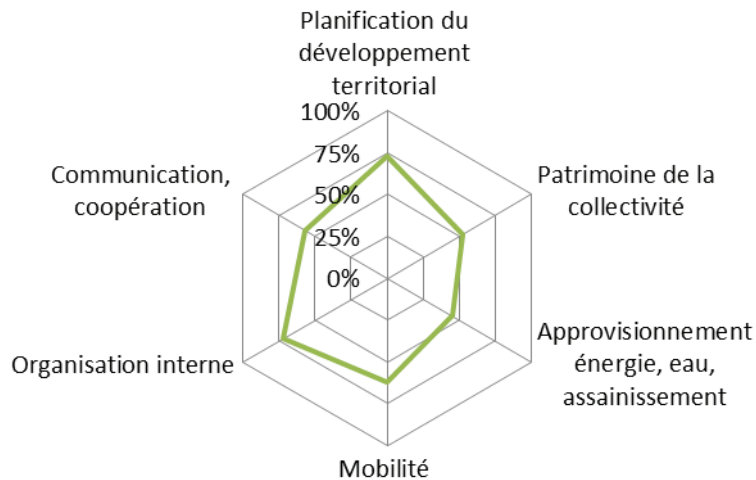 Planification du
développement
territorial
100%
75%
50%
25%
0%
Patrimoine de la
collectivité
Approvisionnement
énergie, eau,
assainissement
Mobilité
Organisation interne
Communication,
coopération